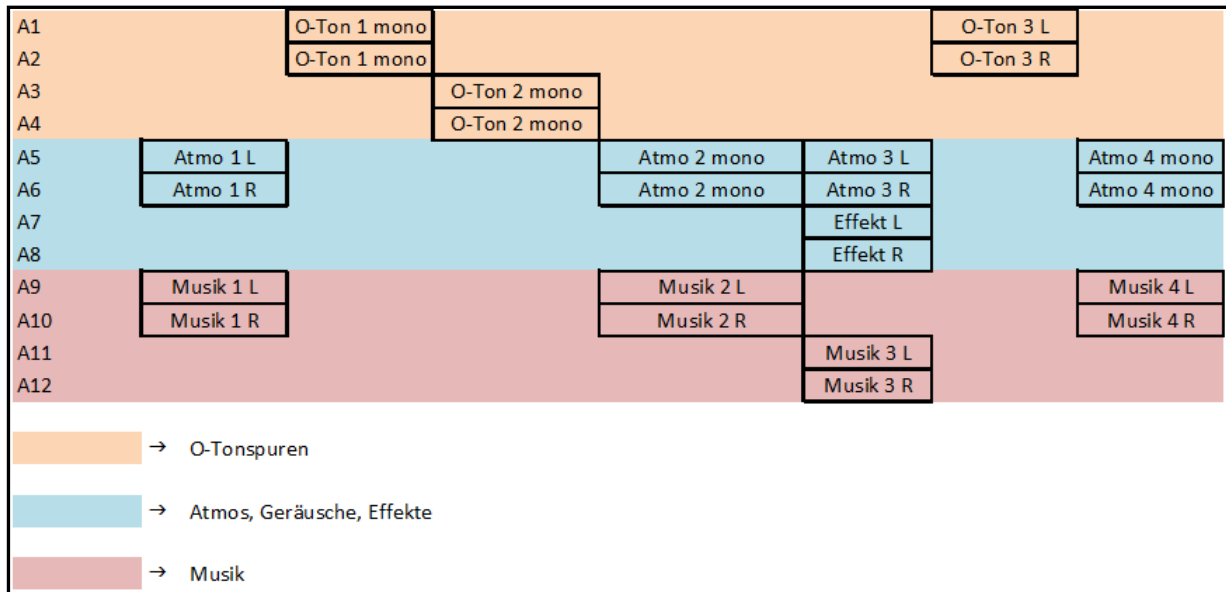 A1 O-Ton 1 mono O-Ton 3 L
A2 O-Ton 1 mono O-Ton 3 R
A3 O-Ton 2 mono
A4 O-Ton 2 mono
A5 Atmo 1 L Atmo 2 mono Atmo 3 L Atmo 4 mono
A6 Atmo 1 R Atmo 2 mono Atmo 3 R Atmo 4 mono
A7 Effekt L
A8 Effekt R
A9 Musik 1 L Musik 2 L Musik 4 L
A10 Musik 1 R Musik 2 R Musik 4 R
A11 Musik 3 L
A12 Musik 3 R
→ O-Tonspuren
→ Atmos, Geräusche, Effekte
→ Musik